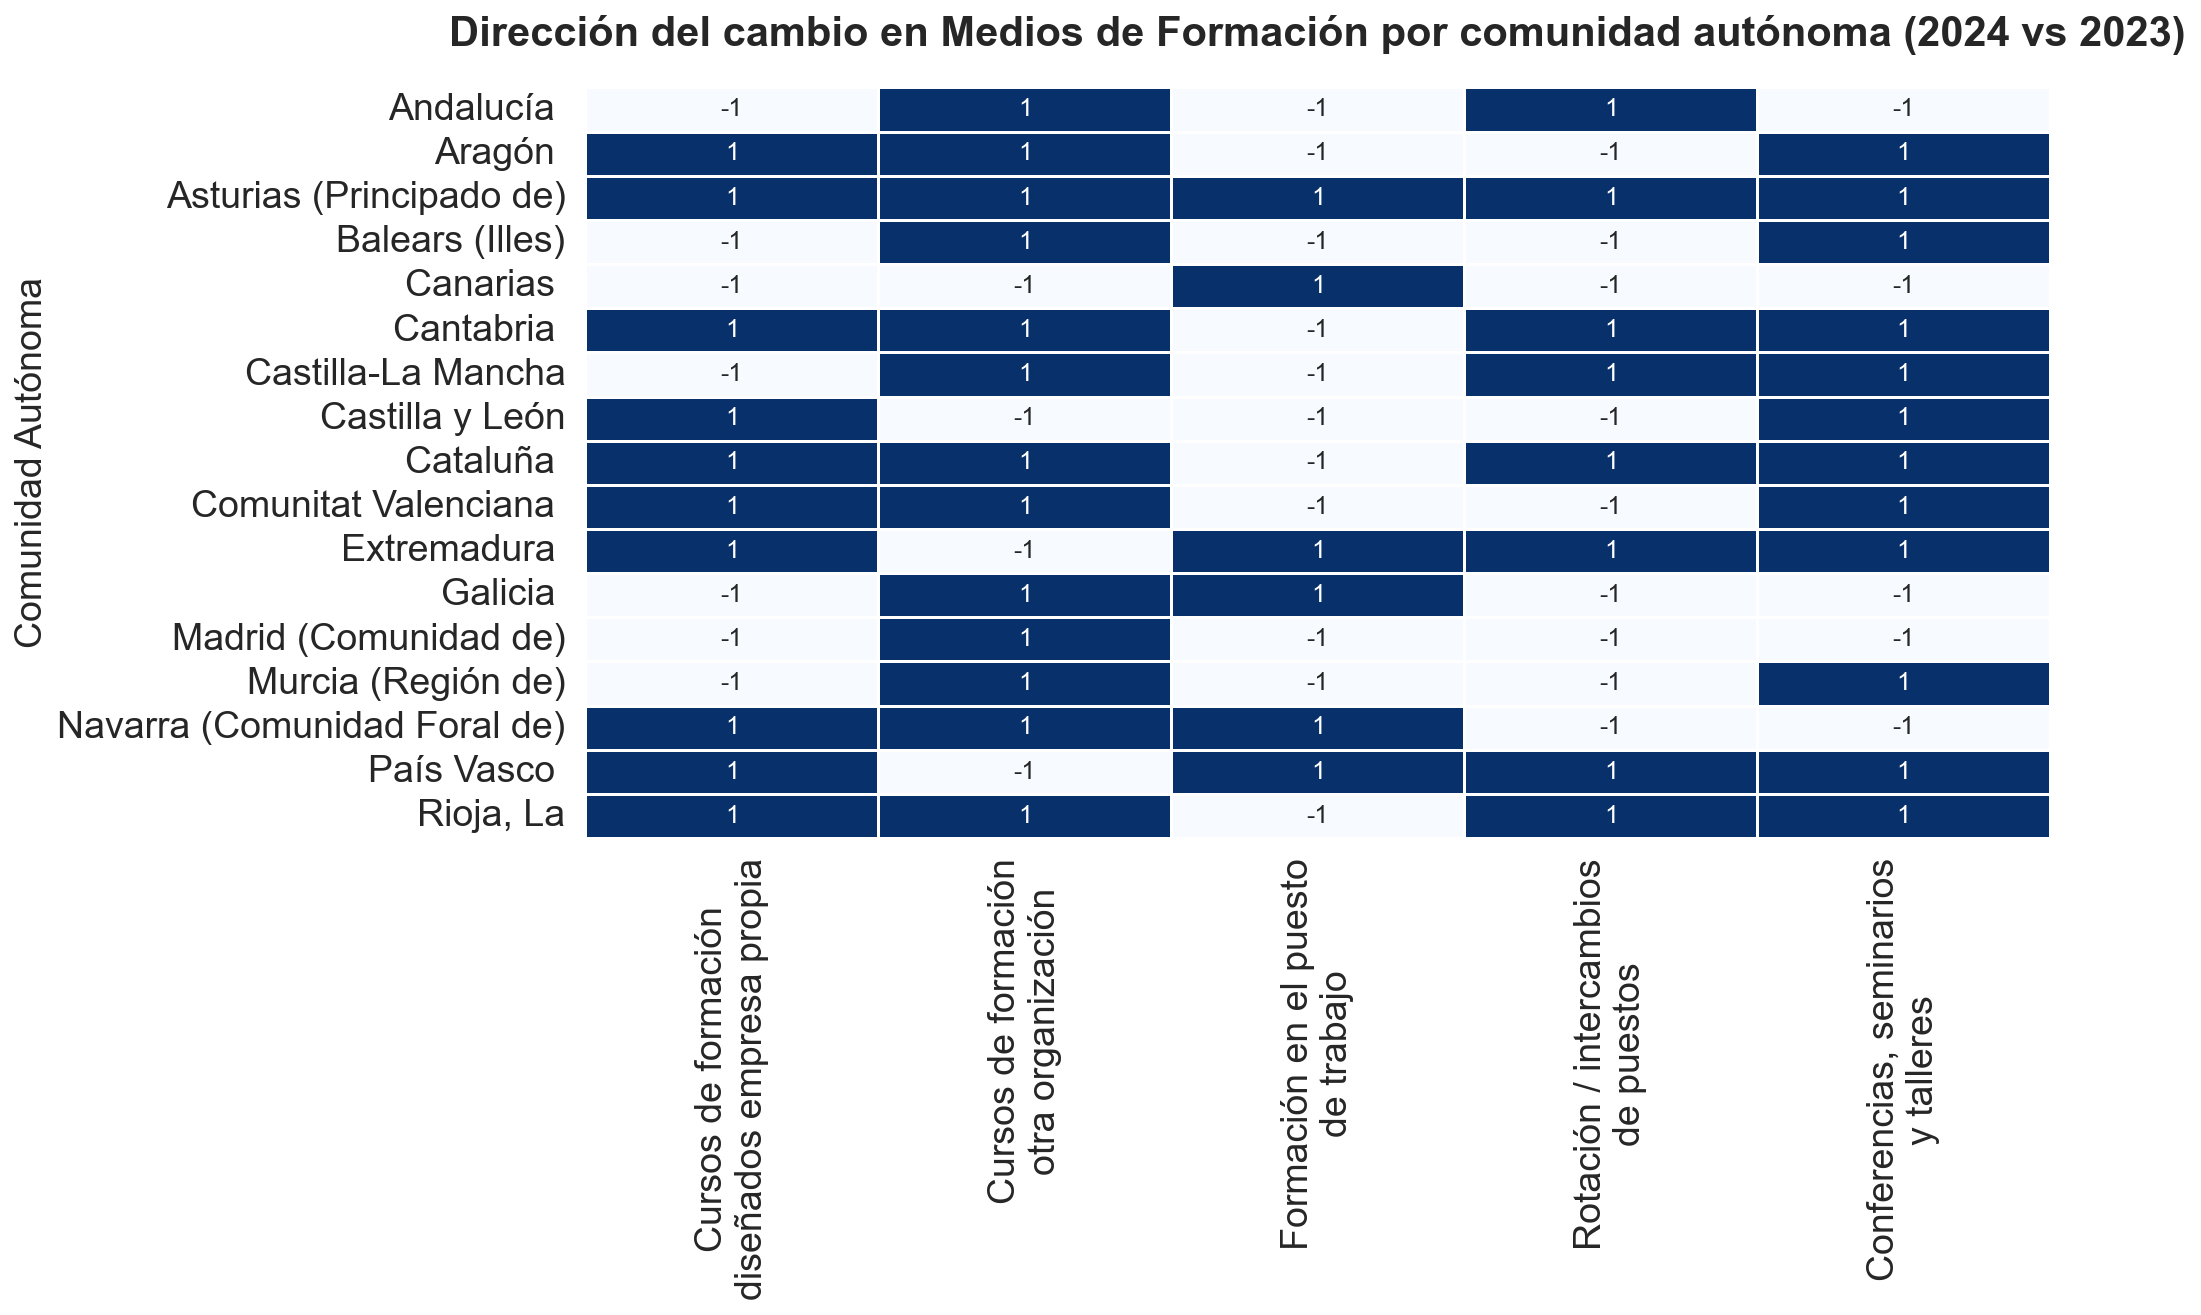 Dirección del cambio en Medios de Formación por comunidad autónoma (2024 vs 2023)
Comunidad Autónoma
Andalucía -1 1 -1 1 -1
Aragón 1 1 -1 -1 1
Asturias (Principado de) 1 1 1 1 1
Balears (Illes) -1 1 -1 -1 1
Canarias -1 -1 1 -1 -1
Cantabria 1 1 -1 1 1
Castilla-La Mancha -1 1 -1 1 1
Castilla y León 1 -1 -1 -1 1
Cataluña 1 1 -1 1 1
Comunitat Valenciana 1 1 -1 -1 1
Extremadura 1 -1 1 1 1
Galicia -1 1 1 -1 -1
Madrid (Comunidad de) -1 1 -1 -1 -1
Murcia (Región de) -1 1 -1 -1 1
Navarra (Comunidad Foral de) 1 1 1 -1 -1
País Vasco 1 -1 1 1 1
Rioja, La 1 1 -1 1 1
Cursos de formación
diseñados empresa propia
Cursos de formación
otra organización
Formación en el puesto
de trabajo
Rotación / intercambios
de puestos
Conferencias, seminarios
y talleres